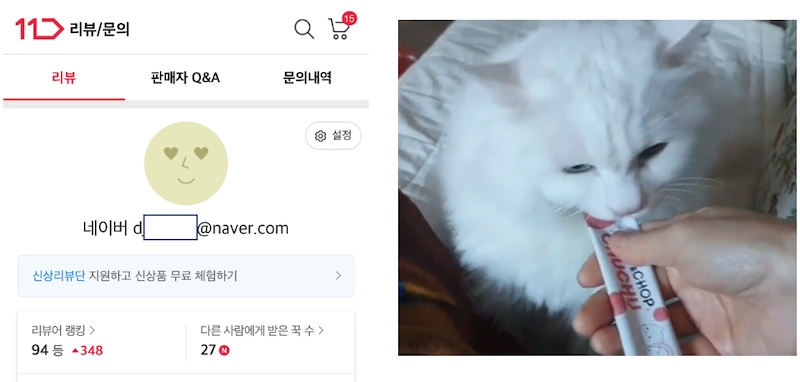 11 리뷰/문의
15
리뷰 판매자 Q&A 문의내역
설정
네이버 d @naver.com
신상리뷰단 지원하고 신상품 무료 체험하기 >
리뷰어 랭킹 >
94 등 ▲348
다른 사람에게 받은 꾹 수 >
27 N
&CHOP
CHUCHU